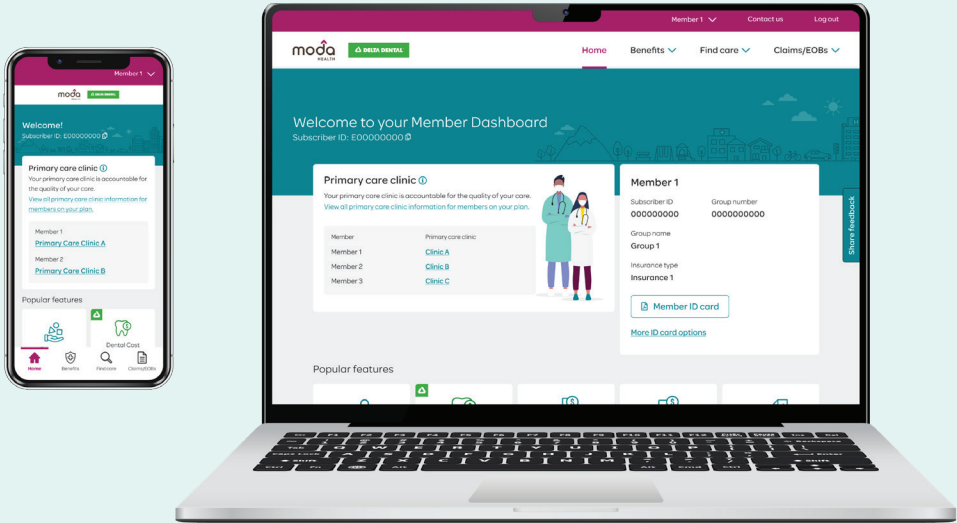 Member 1
moda
HEALTH
DELTA DENTAL
Welcome!
Subscriber ID: E00000000
Primary care clinic
Your primary care clinic is accountable for
the quality of your care.
View all primary care clinic information for
members on your plan.
Member 1
Primary Care Clinic A
Member 2
Primary Care Clinic B
Popular features
Dental Cost
Home Benefits Find care Claims/EOBs
Member 1 Contact us Log out
moda
HEALTH
DELTA DENTAL
Home Benefits Find care Claims/EOBs
Welcome to your Member Dashboard
Subscriber ID: E00000000
Primary care clinic
Your primary care clinic is accountable for the quality of your care.
View all primary care clinic information for members on your plan.
Member Primary care clinic
Member 1 Clinic A
Member 2 Clinic B
Member 3 Clinic C
Member 1
Subscriber ID Group number
000000000 0000000000
Group name
Group 1
Insurance type
Insurance 1
Member ID card
More ID card options
Share feedback
Popular features